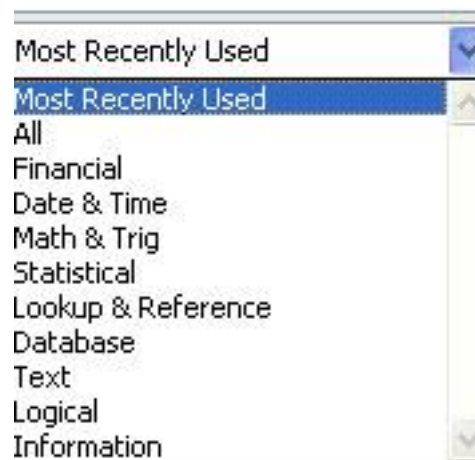 Most Recently Used
Most Recently Used
All
Financial
Date & Time
Math & Trig
Statistical
Lookup & Reference
Database
Text
Logical
Information